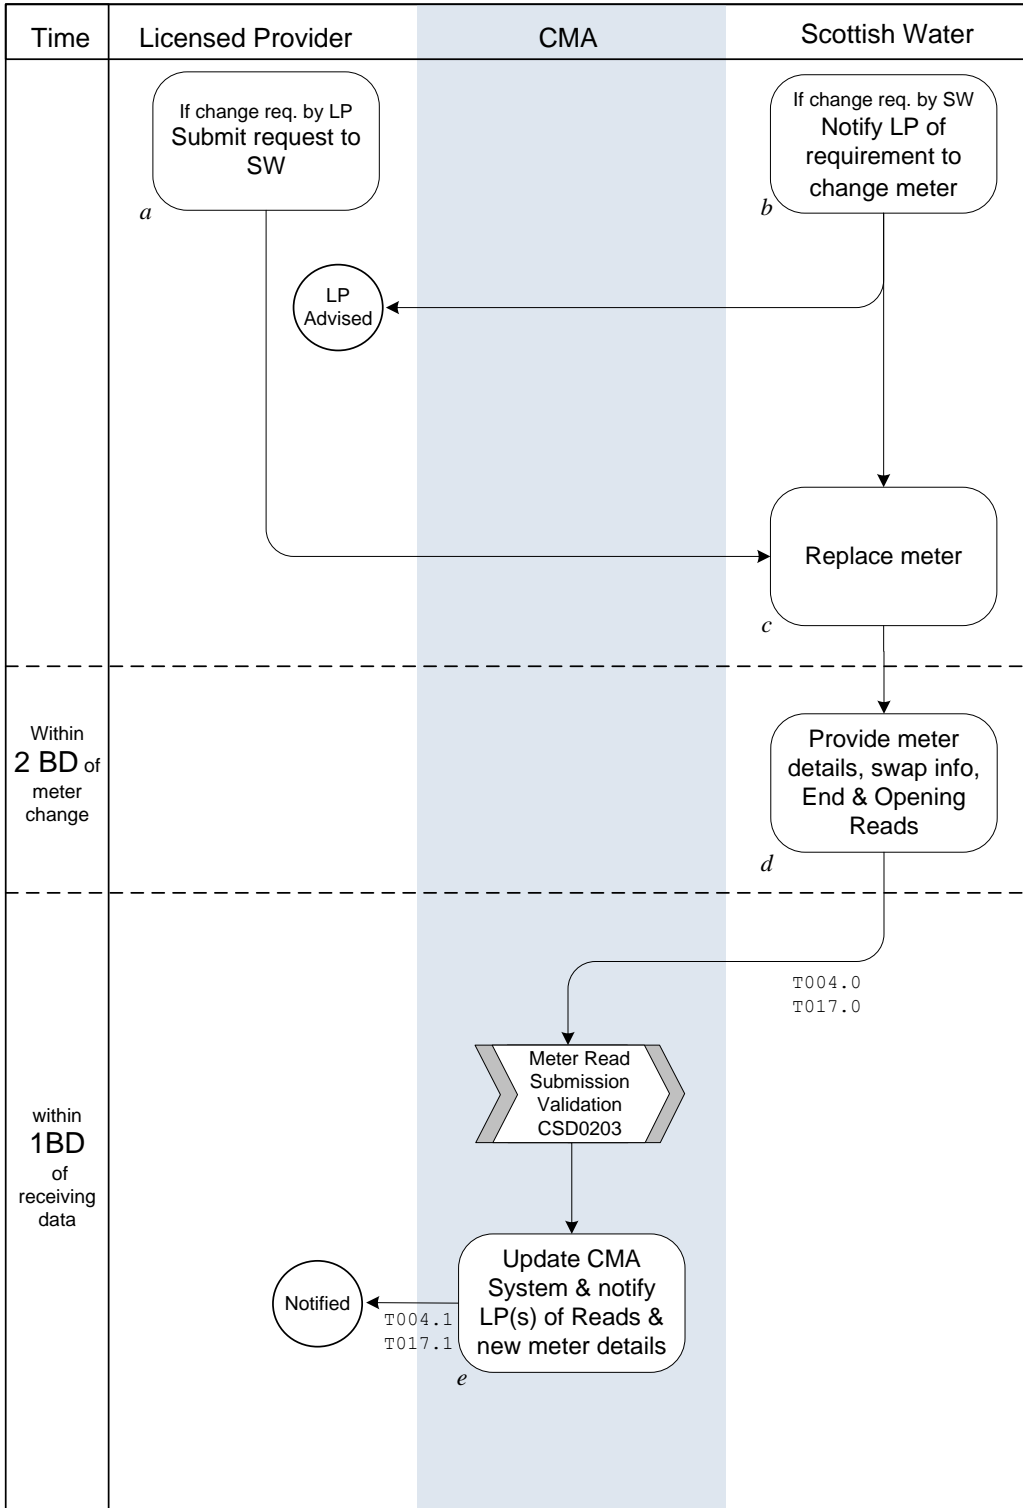 Time
Licensed Provider
CMA
Scottish Water
If change req. by LP
Submit request to
SW
a
If change req. by SW
Notify LP of
requirement to
change meter
b
LP
Advised
Replace meter
c
Within
2 BD of
meter
change
Provide meter
details, swap info,
End & Opening
Reads
d
T004.0
T017.0
within
1BD
of
receiving
data
Meter Read
Submission
Validation
CSD0203
Update CMA
System & notify
LP(s) of Reads &
new meter details
e
T004.1
T017.1
Notified